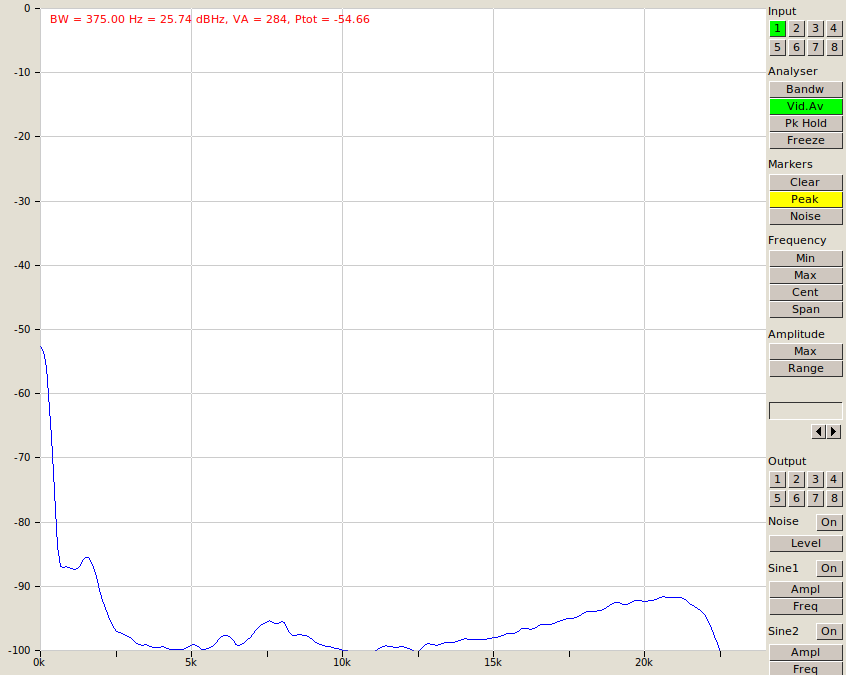 BW = 375.00 Hz = 25.74 dBHz, VA = 284, Ptot = -54.66
0
-10
-20
-30
-40
-50
-60
-70
-80
-90
-100
0k 5k 10k 15k 20k
Input
1 2 3 4
5 6 7 8
Analyser
Bandw
Vid.Av
Pk Hold
Freeze
Markers
Clear
Peak
Noise
Frequency
Min
Max
Cent
Span
Amplitude
Max
Range
Output
1 2 3 4
5 6 7 8
Noise On
Level
Sine1 On
Ampl
Freq
Sine2 On
Ampl
Freq